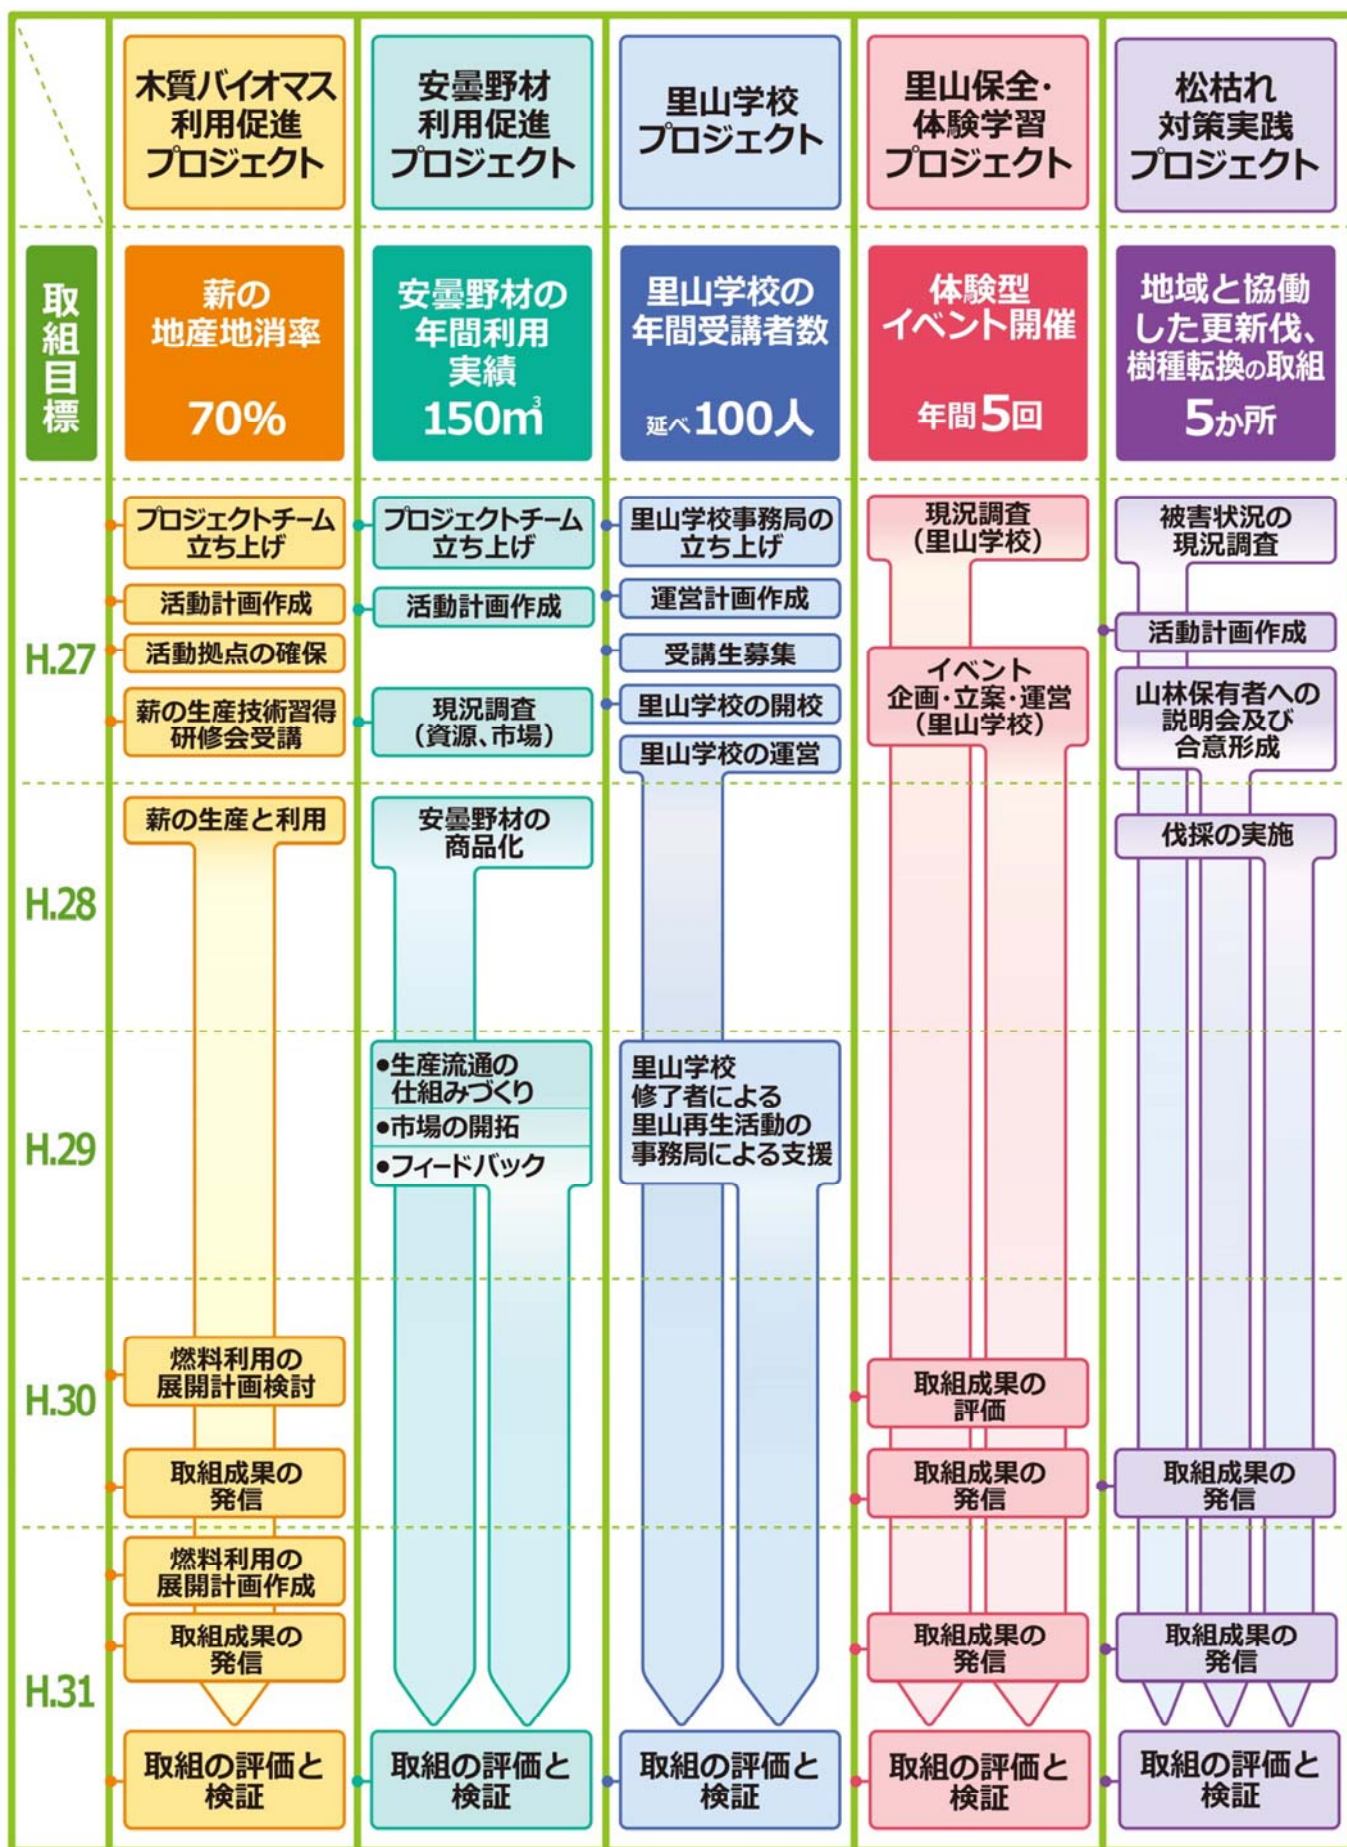 木質バイオマス
利用促進
プロジェクト
安曇野材
利用促進
プロジェクト
里山学校
プロジェクト
里山保全・
体験学習
プロジェクト
松枯れ
対策実践
プロジェクト
取組目標
薪の
地産地消率
70%
安曇野材の
年間利用
実績
150㎥
里山学校の
年間受講者数
延べ100人
体験型
イベント開催
年間5回
地域と協働
した更新伐、
樹種転換の取組
5か所
H.27
プロジェクトチーム
立ち上げ
活動計画作成
活動拠点の確保
薪の生産技術習得
研修会受講
プロジェクトチーム
立ち上げ
活動計画作成
現況調査
（資源、市場）
里山学校事務局の
立ち上げ
運営計画作成
受講生募集
里山学校の開校
里山学校の運営
現況調査
（里山学校）
イベント
企画・立案・運営
（里山学校）
被害状況の
現況調査
活動計画作成
山林保有者への
説明会及び
合意形成
H.28
薪の生産と利用
安曇野材の
商品化
伐採の実施
H.29
●生産流通の
仕組みづくり
●市場の開拓
●フィードバック
里山学校
修了者による
里山再生活動の
事務局による支援
H.30
燃料利用の
展開計画検討
取組成果の
発信
取組成果の
評価
取組成果の
発信
取組成果の
発信
H.31
燃料利用の
展開計画作成
取組成果の
発信
取組成果の
発信
取組成果の
発信
取組の評価と
検証
取組の評価と
検証
取組の評価と
検証
取組の評価と
検証
取組の評価と
検証